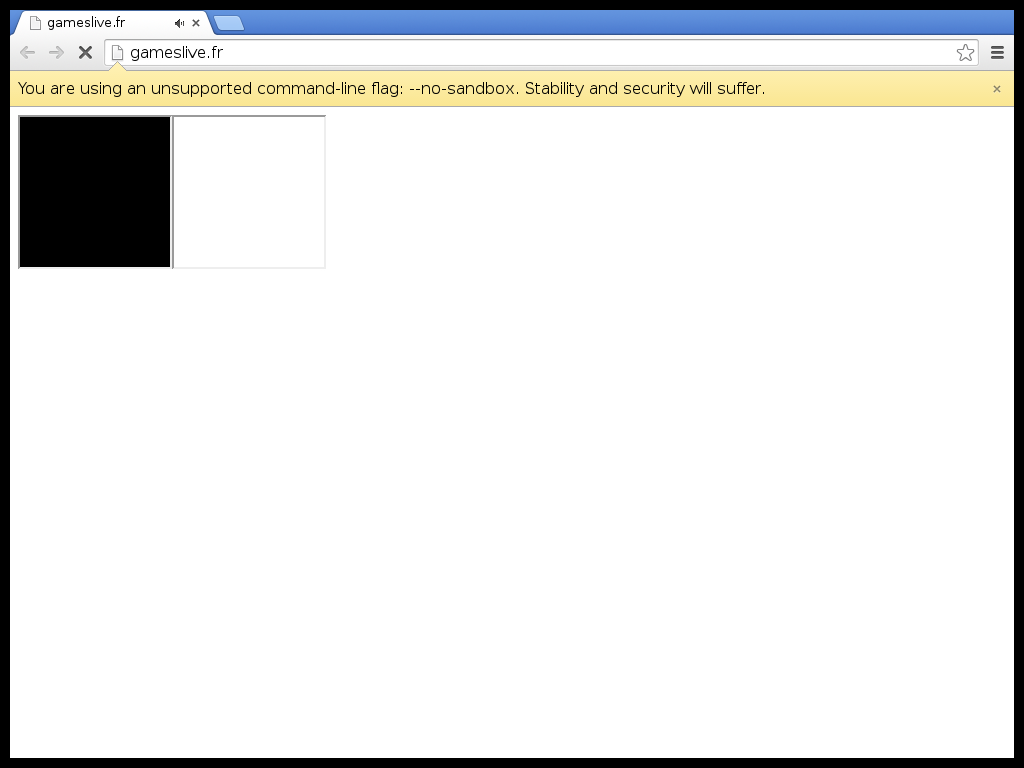 gameslive.fr
gameslive.fr
You are using an unsupported command-line flag: --no-sandbox. Stability and security will suffer.